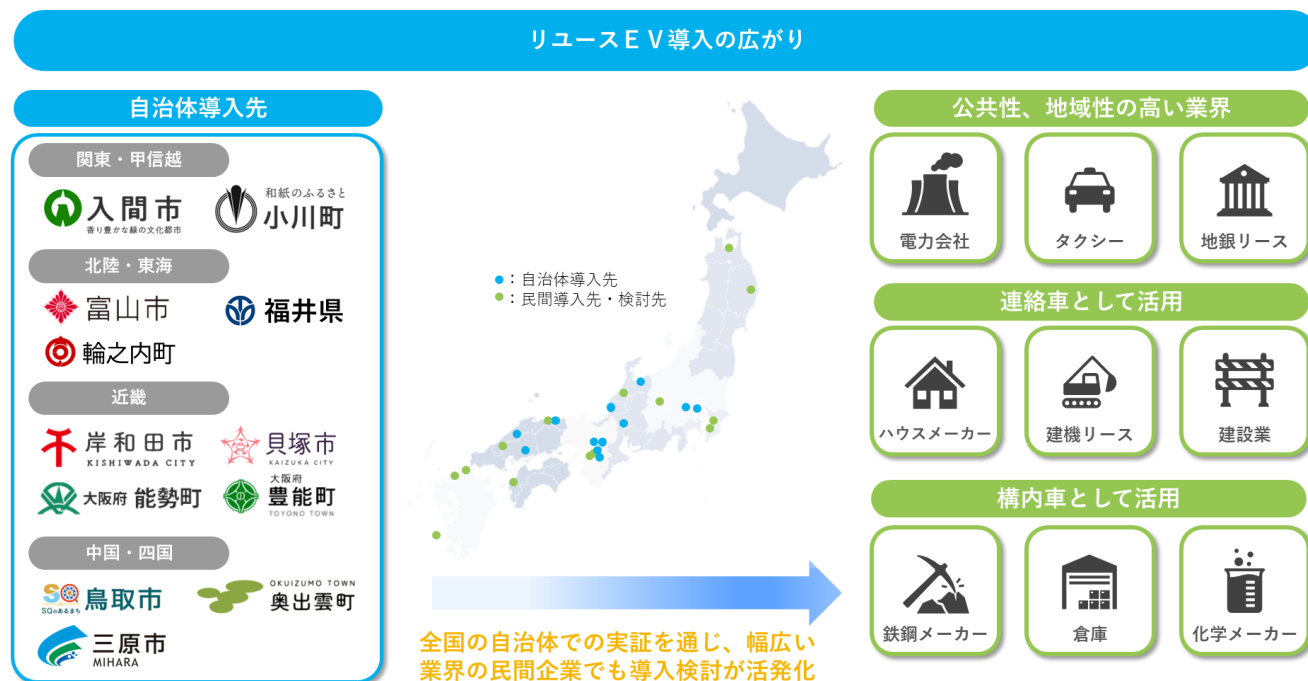 リユースＥＶ導入の広がり
自治体導入先
関東・甲信越
入間市
香り豊かな緑の文化都市
和紙のふるさと
小川町
北陸・東海
富山市
福井県
輪之内町
近畿
岸和田市
KISHIWADA CITY
貝塚市
KAIZUKA CITY
大阪府 能勢町
大阪府
豊能町
TOYONO TOWN
中国・四国
SQ
SQのあるまち
鳥取市
OKUIZUMO TOWN
奥出雲町
三原市
MIHARA
：自治体導入先
：民間導入先・検討先
全国の自治体での実証を通じ、幅広い
業界の民間企業でも導入検討が活発化
公共性、地域性の高い業界
電力会社
タクシー
地銀リース
連絡車として活用
ハウスメーカー
建機リース
建設業
構内車として活用
鉄鋼メーカー
倉庫
化学メーカー